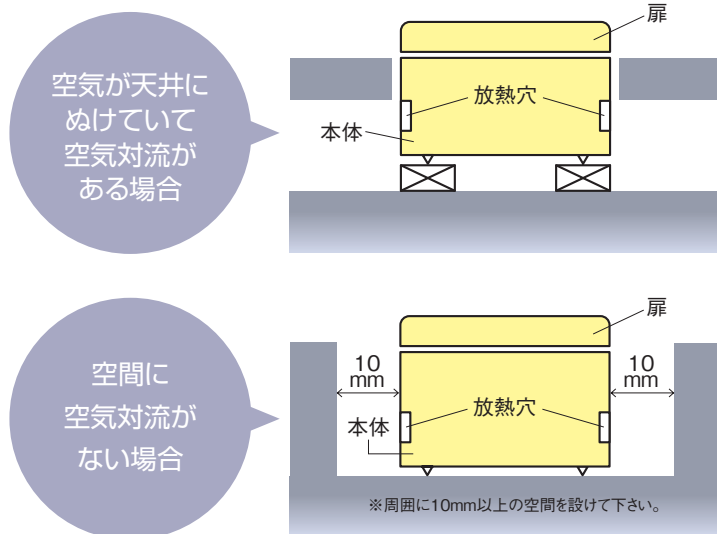 空気が天井に
ぬけていて
空気対流が
ある場合
扉
放熱穴
本体
空間に
空気対流が
ない場合
扉
10
mm
10
mm
放熱穴
本体
※周囲に10mm以上の空間を設けて下さい。